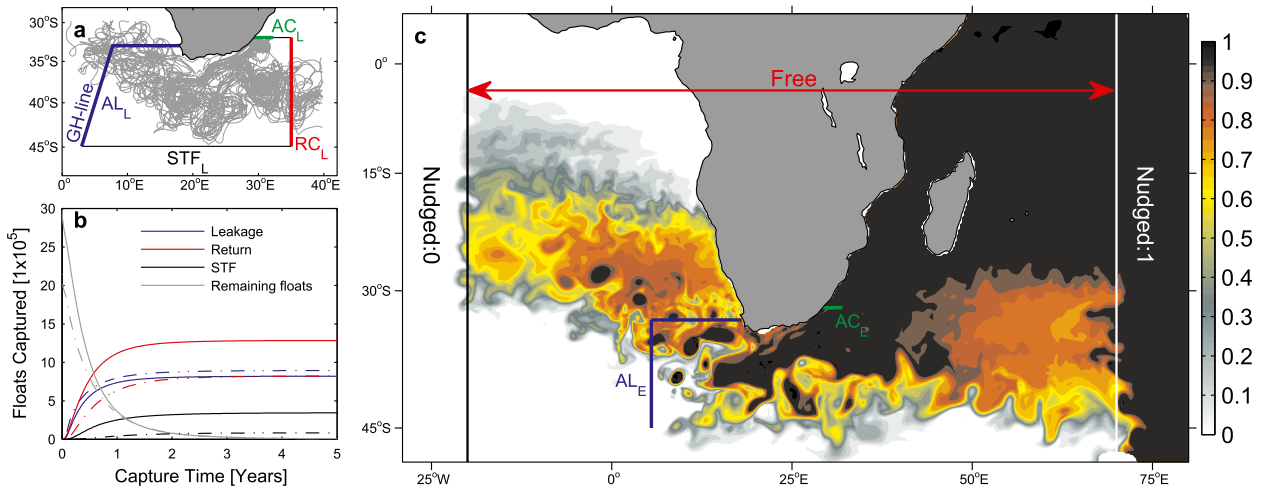 a
30°S
35°S
40°S
45°S
0°
10°E
20°E
30°E
40°E
AC_L
GH-line
AL_L
RC_L
STF_L
b
Floats Captured [1x10^5]
30
25
20
15
10
5
0
Leakage
Return
STF
Remaining floats
0
1
2
3
4
5
Capture Time [Years]
c
0°
15°S
30°S
45°S
25°W
0°
25°E
50°E
75°E
Free
Nudged:0
Nudged:1
AC_E
AL_E
1
0.9
0.8
0.7
0.6
0.5
0.4
0.3
0.2
0.1
0